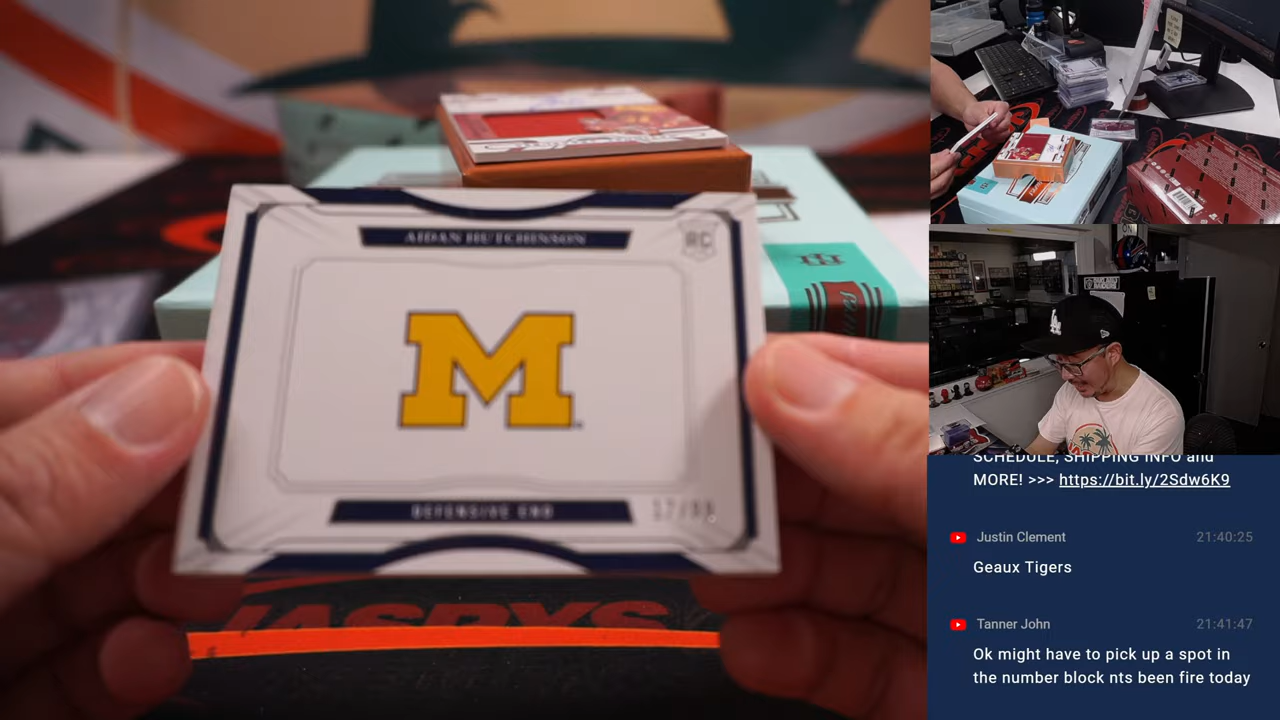 AIDAN HUTCHINSON
RC
M
DEFENSIVE END
JASPYS
SCHEDULE, SHIPPING INFO and
MORE! >>> https://bit.ly/2Sdw6K9
Justin Clement 21:40:25
Geaux Tigers
Tanner John 21:41:47
Ok might have to pick up a spot in
the number block nts been fire today